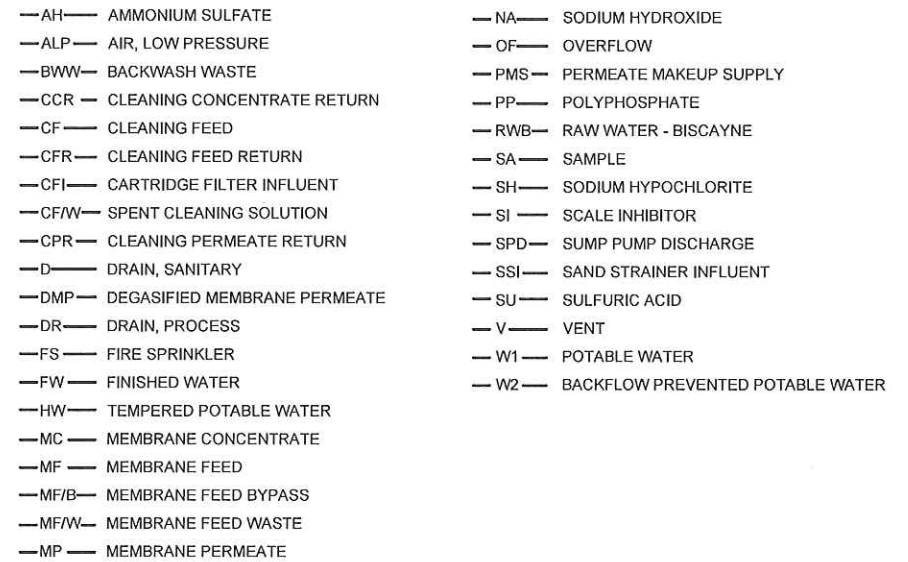 AH AMMONIUM SULFATE
ALP AIR, LOW PRESSURE
BWW BACKWASH WASTE
CCR CLEANING CONCENTRATE RETURN
CF CLEANING FEED
CFR CLEANING FEED RETURN
CFI CARTRIDGE FILTER INFLUENT
CF/W SPENT CLEANING SOLUTION
CPR CLEANING PERMEATE RETURN
D DRAIN, SANITARY
DMP DEGASIFIED MEMBRANE PERMEATE
DR DRAIN, PROCESS
FS FIRE SPRINKLER
FW FINISHED WATER
HW TEMPERED POTABLE WATER
MC MEMBRANE CONCENTRATE
MF MEMBRANE FEED
MF/B MEMBRANE FEED BYPASS
MF/W MEMBRANE FEED WASTE
MP MEMBRANE PERMEATE
NA SODIUM HYDROXIDE
OF OVERFLOW
PMS PERMEATE MAKEUP SUPPLY
PP POLYPHOSPHATE
RWB RAW WATER - BISCAYNE
SA SAMPLE
SH SODIUM HYPOCHLORITE
SI SCALE INHIBITOR
SPD SUMP PUMP DISCHARGE
SSI SAND STRAINER INFLUENT
SU SULFURIC ACID
V VENT
W1 POTABLE WATER
W2 BACKFLOW PREVENTED POTABLE WATER